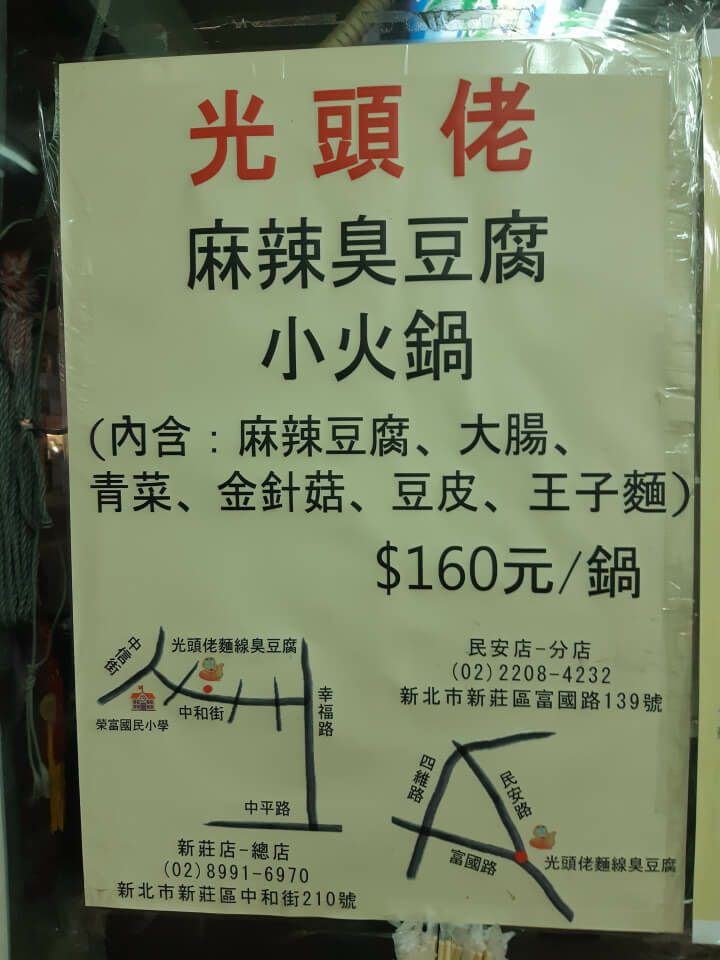 光頭佬
麻辣臭豆腐
小火鍋
(內含：麻辣豆腐、大腸、
青菜、金針菇、豆皮、王子麵)
$160元/鍋
中信街
光頭佬麵線臭豆腐
榮富國民小學
中和街
幸福路
中平路
新莊店-總店
(02)8991-6970
新北市新莊區中和街210號
民安店-分店
(02)2208-4232
新北市新莊區富國路139號
四維路
民安路
富國路
光頭佬麵線臭豆腐